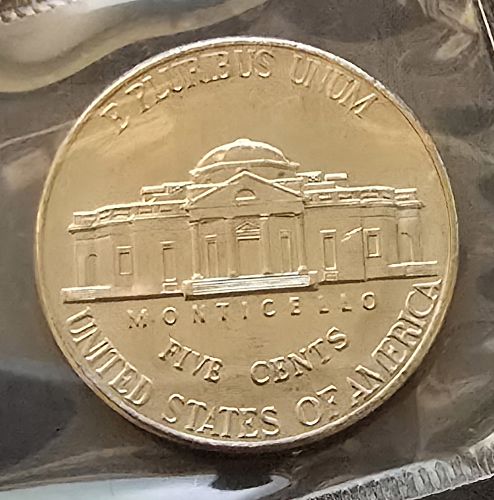 E PLURIBUS UNUM
MONTICELLO
FIVE CENTS
UNITED STATES OF AMERICA